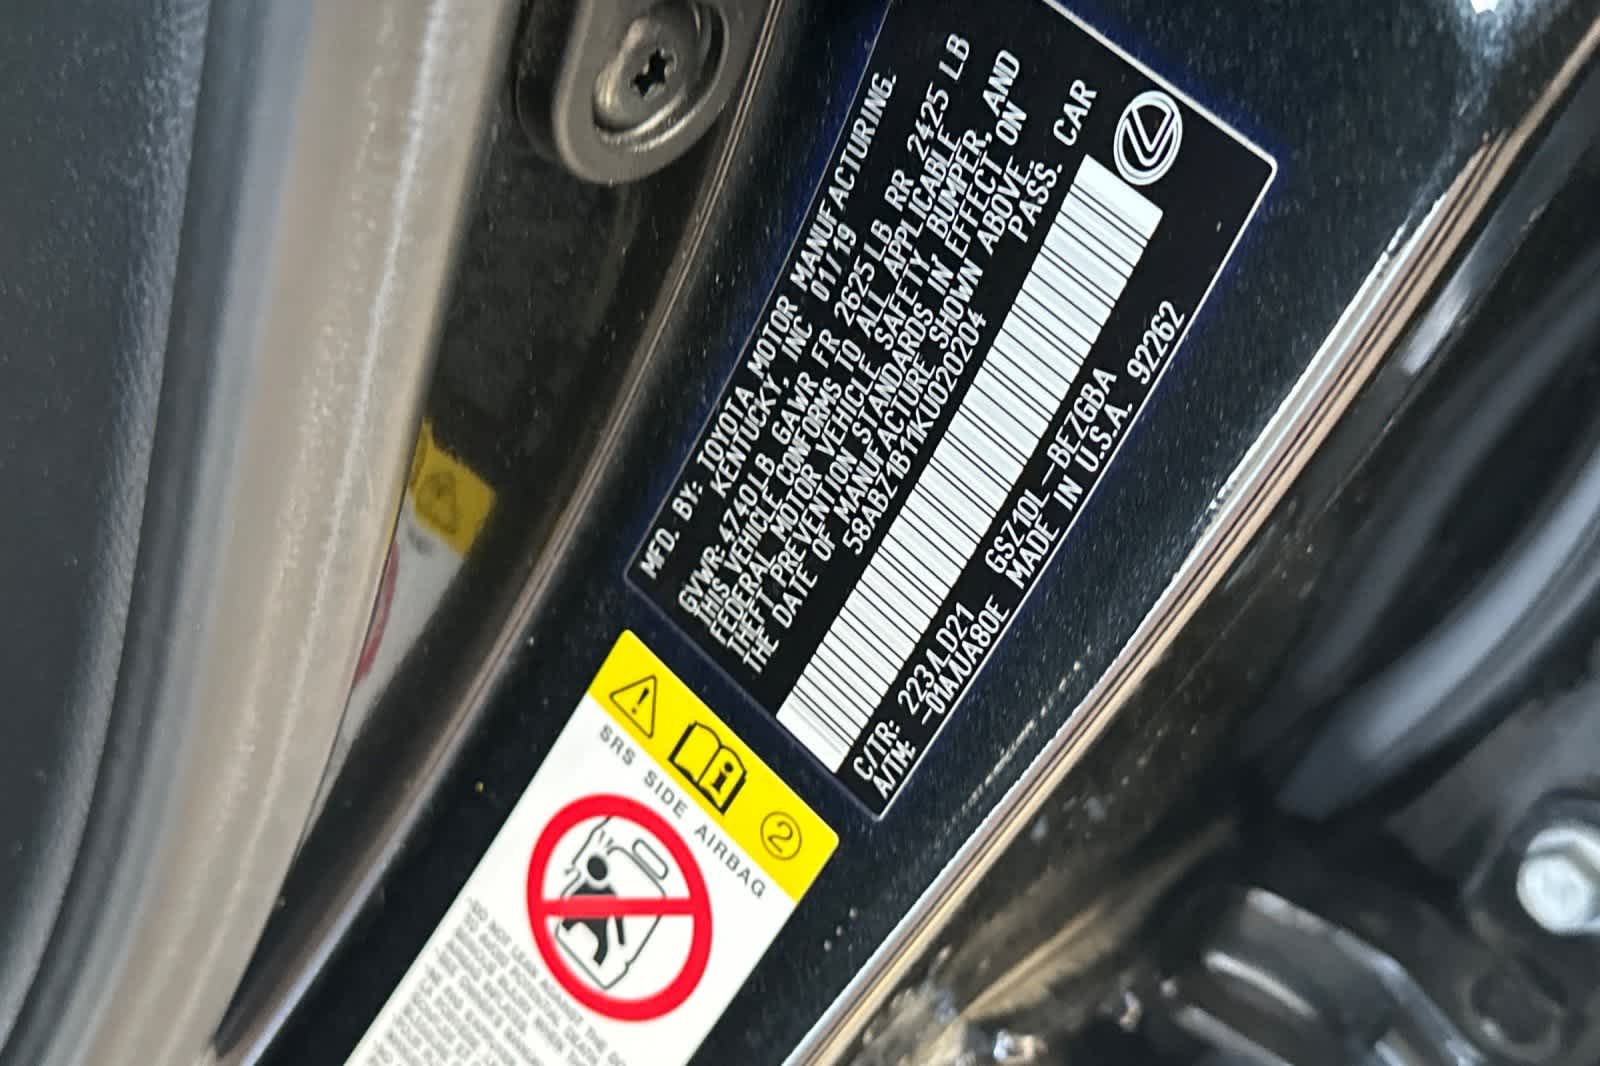 MFD. BY: TOYOTA MOTOR MANUFACTURING.
KENTUCKY, INC 01/19
GVWR: 4740LB GAWR FR 2625LB RR 2425 LB
THIS VEHICLE CONFORMS TO ALL APPLICABLE
FEDERAL MOTOR VEHICLE SAFETY BUMPER, AND
THEFT PREVENTION STANDARDS IN EFFECT ON
THE DATE OF MANUFACTURE SHOWN ABOVE.
58ABZ1B11KU020204 PASS. CAR
C/TR: 223/LD21 GSZ10L-BEZGBA
A/TM: -01A/UA80E MADE IN U.S.A. 92262
2
SRS SIDE AIRBAG